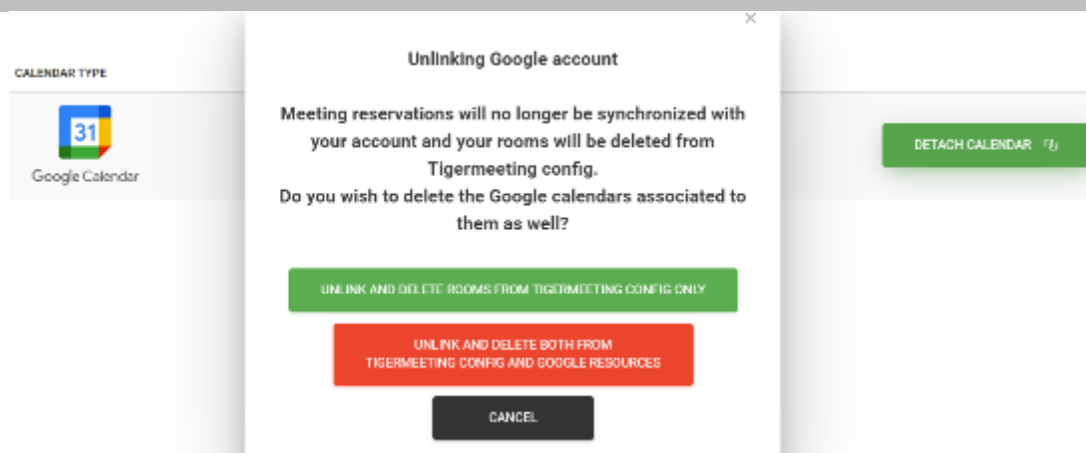 Unlinking Google account
CALENDAR TYPE
Meeting reservations will no longer be synchronized with
your account and your rooms will be deleted from
Tigermeeting config.
Do you wish to delete the Google calendars associated to
them as well?
31
Google Calendar
DETACH CALENDAR
UNLINK AND DELETE ROOMS FROM TIGERMEETING CONFIG ONLY
UNLINK AND DELETE BOTH FROM
TIGERMEETING CONFIG AND GOOGLE RESOURCES
CANCEL